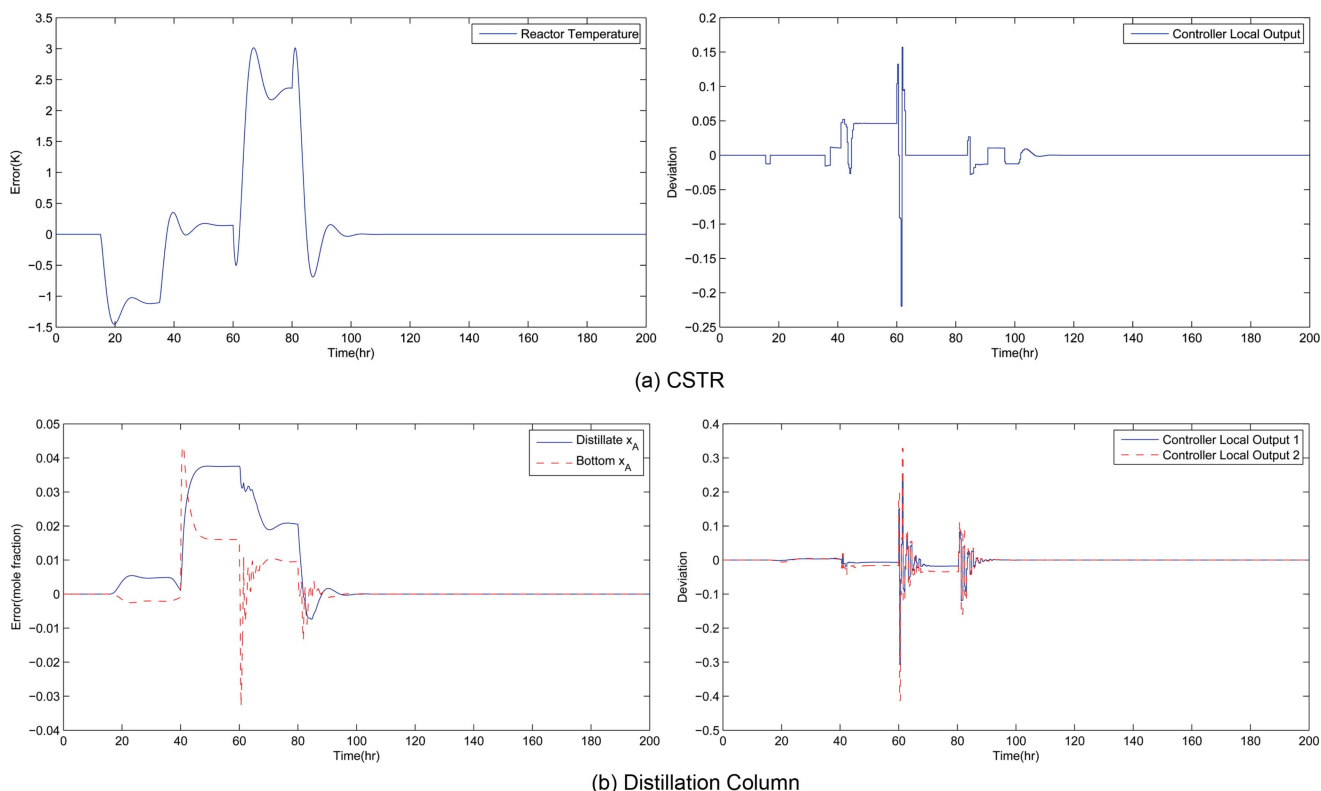 3.5
3
2.5
2
1.5
1
0.5
0
−0.5
−1
−1.5
Error(K)
0 20 40 60 80 100 120 140 160 180 200
Time(hr)
Reactor Temperature
0.2
0.15
0.1
0.05
0
−0.05
−0.1
−0.15
−0.2
−0.25
Deviation
0 20 40 60 80 100 120 140 160 180 200
Time(hr)
Controller Local Output
(a) CSTR
0.05
0.04
0.03
0.02
0.01
0
−0.01
−0.02
−0.03
−0.04
Error(mole fraction)
0 20 40 60 80 100 120 140 160 180 200
Time(hr)
Distillate x_A
Bottom x_A
0.4
0.3
0.2
0.1
0
−0.1
−0.2
−0.3
−0.4
−0.5
Deviation
0 20 40 60 80 100 120 140 160 180 200
Time(hr)
Controller Local Output 1
Controller Local Output 2
(b) Distillation Column